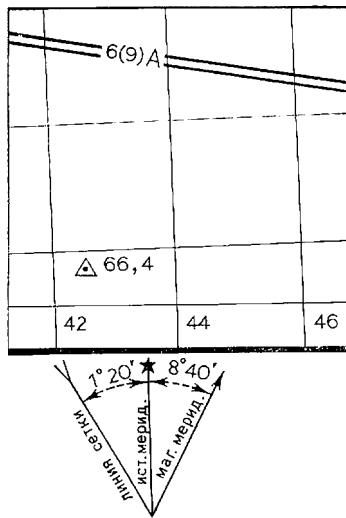 6(9)А
66,4
42 44 46
1° 20′ 8° 40′
линия сетки
ист. мерид.
маг. мерид.